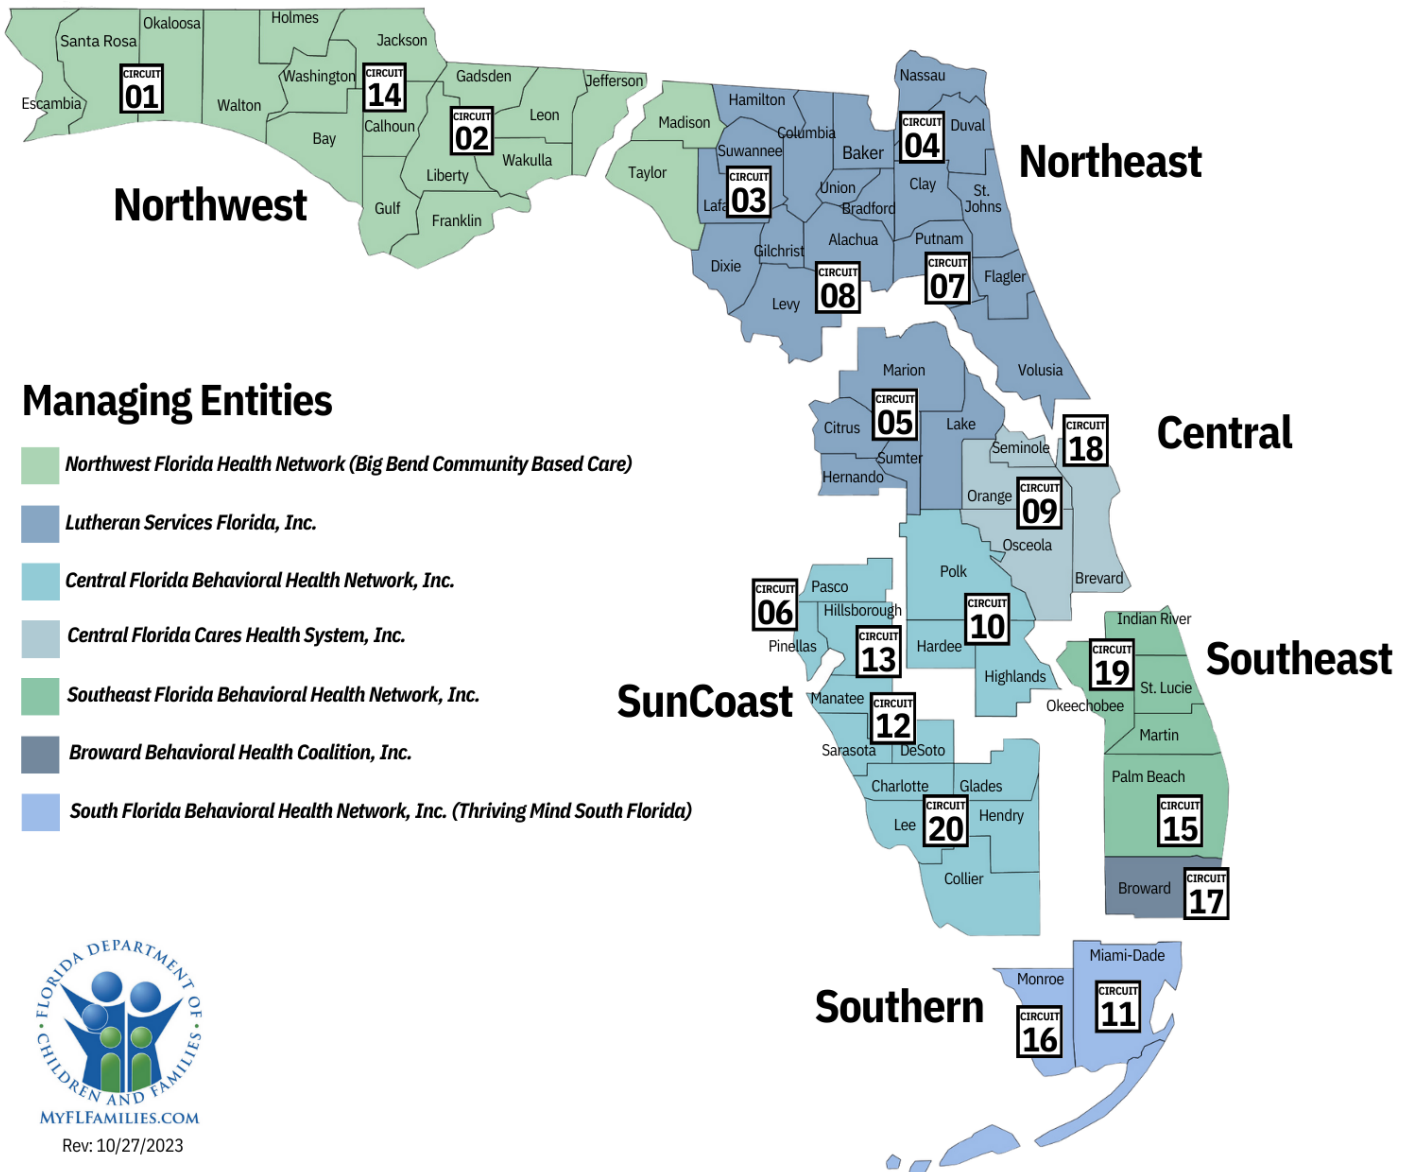 Holmes
Okaloosa
Santa Rosa
Jackson
Escambia
CIRCUIT
01
Walton
Washington
CIRCUIT
14
Gadsden
Jefferson
Bay
Calhoun
CIRCUIT
02
Leon
Wakulla
Liberty
Gulf
Franklin
Northwest
Madison
Taylor
Hamilton
Columbia
Suwannee
CIRCUIT
03
Lafa
Baker
Nassau
CIRCUIT
04
Duval
Northeast
Union
Bradford
Clay
St.
Johns
Dixie
Gilchrist
Alachua
Putnam
Levy
CIRCUIT
08
CIRCUIT
07
Flagler
Volusia
Marion
CIRCUIT
05
Citrus
Lake
Sumter
Hernando
Central
CIRCUIT
18
Seminole
Orange
CIRCUIT
09
Osceola
Brevard
Managing Entities
Northwest Florida Health Network (Big Bend Community Based Care)
Lutheran Services Florida, Inc.
Central Florida Behavioral Health Network, Inc.
Central Florida Cares Health System, Inc.
Southeast Florida Behavioral Health Network, Inc.
Broward Behavioral Health Coalition, Inc.
South Florida Behavioral Health Network, Inc. (Thriving Mind South Florida)
Polk
CIRCUIT
10
Pasco
CIRCUIT
06
Hillsborough
Pinellas
CIRCUIT
13
Hardee
Highlands
SunCoast
Manatee
CIRCUIT
12
Sarasota
DeSoto
Charlotte
Glades
Lee
CIRCUIT
20
Hendry
Collier
Indian River
CIRCUIT
19
Southeast
Okeechobee
St. Lucie
Martin
Palm Beach
CIRCUIT
15
Broward
CIRCUIT
17
Southern
Miami-Dade
Monroe
CIRCUIT
16
CIRCUIT
11
• FLORIDA DEPARTMENT OF •
CHILDREN AND FAMILIES
MYFLFAMILIES.COM
Rev: 10/27/2023